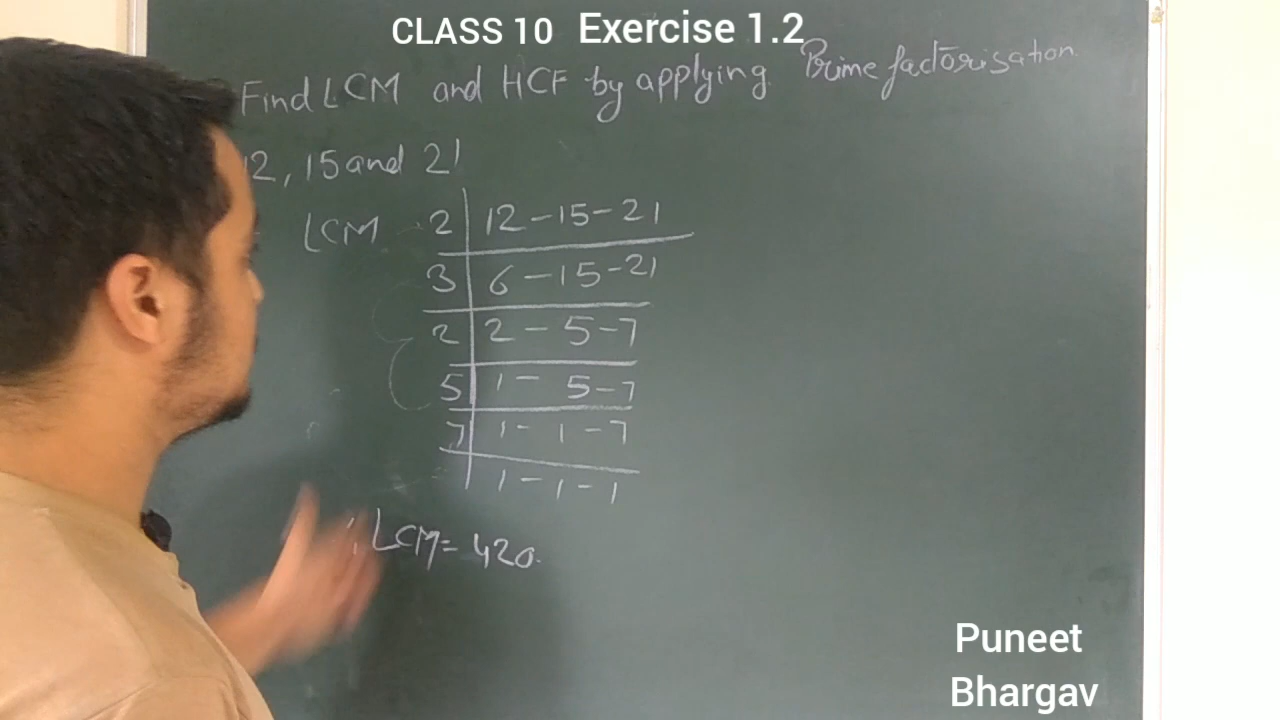 CLASS 10 Exercise 1.2
Find LCM and HCF by applying Prime factorisation
12, 15 and 21
LCM 2 | 12 - 15 - 21
3 | 6 - 15 - 21
2 | 2 - 5 - 7
5 | 1 - 5 - 7
7 | 1 - 1 - 7
1 - 1 - 1
LCM = 420.
Puneet
Bhargav